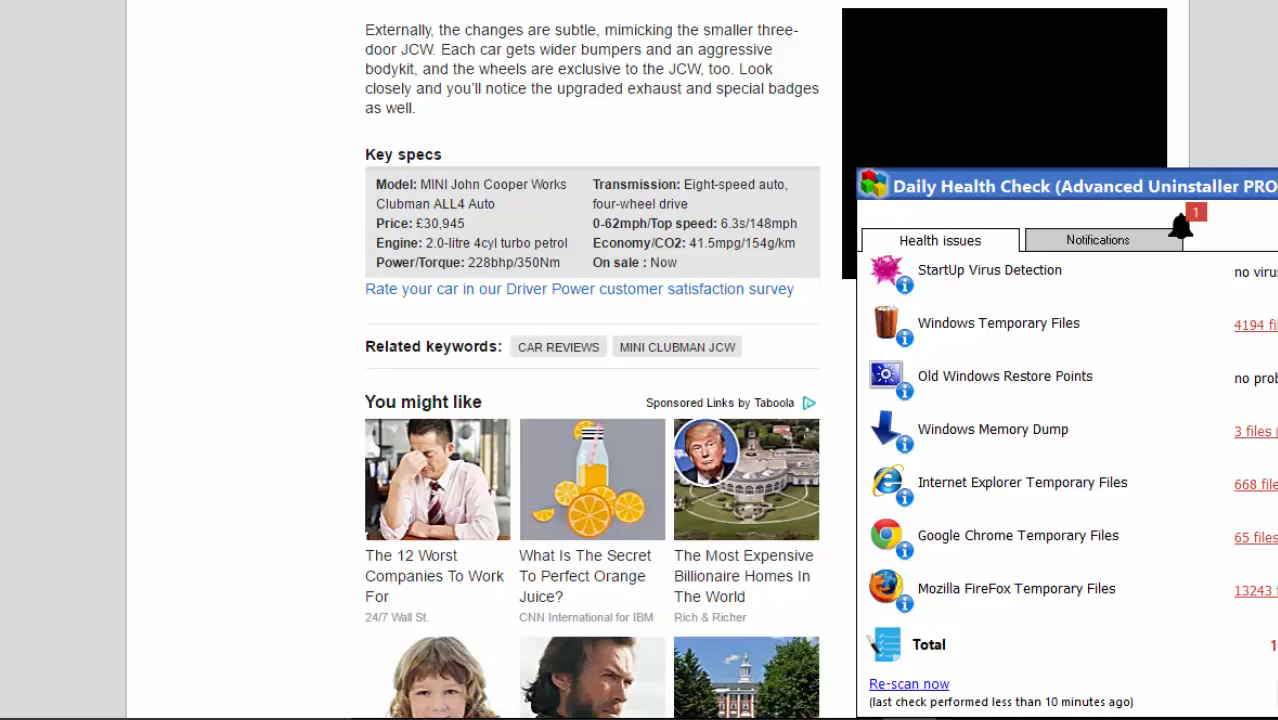 Externally, the changes are subtle, mimicking the smaller three-
door JCW. Each car gets wider bumpers and an aggressive
bodykit, and the wheels are exclusive to the JCW, too. Look
closely and you'll notice the upgraded exhaust and special badges
as well.
Key specs
Model: MINI John Cooper Works
Clubman ALL4 Auto
Price: £30,945
Engine: 2.0-litre 4cyl turbo petrol
Power/Torque: 228bhp/350Nm
Transmission: Eight-speed auto,
four-wheel drive
0-62mph/Top speed: 6.3s/148mph
Economy/CO2: 41.5mpg/154g/km
On sale : Now
Rate your car in our Driver Power customer satisfaction survey
Related keywords: CAR REVIEWS MINI CLUBMAN JCW
You might like
Sponsored Links by Taboola
The 12 Worst
Companies To Work
For
24/7 Wall St.
What Is The Secret
To Perfect Orange
Juice?
CNN International for IBM
The Most Expensive
Billionaire Homes In
The World
Rich & Richer
Daily Health Check (Advanced Uninstaller PRO
1
Health issues
Notifications
StartUp Virus Detection
no viru
Windows Temporary Files
4194 fi
Old Windows Restore Points
no prob
Windows Memory Dump
3 files (
Internet Explorer Temporary Files
668 file
Google Chrome Temporary Files
65 files
Mozilla FireFox Temporary Files
13243 f
Total
1
Re-scan now
(last check performed less than 10 minutes ago)